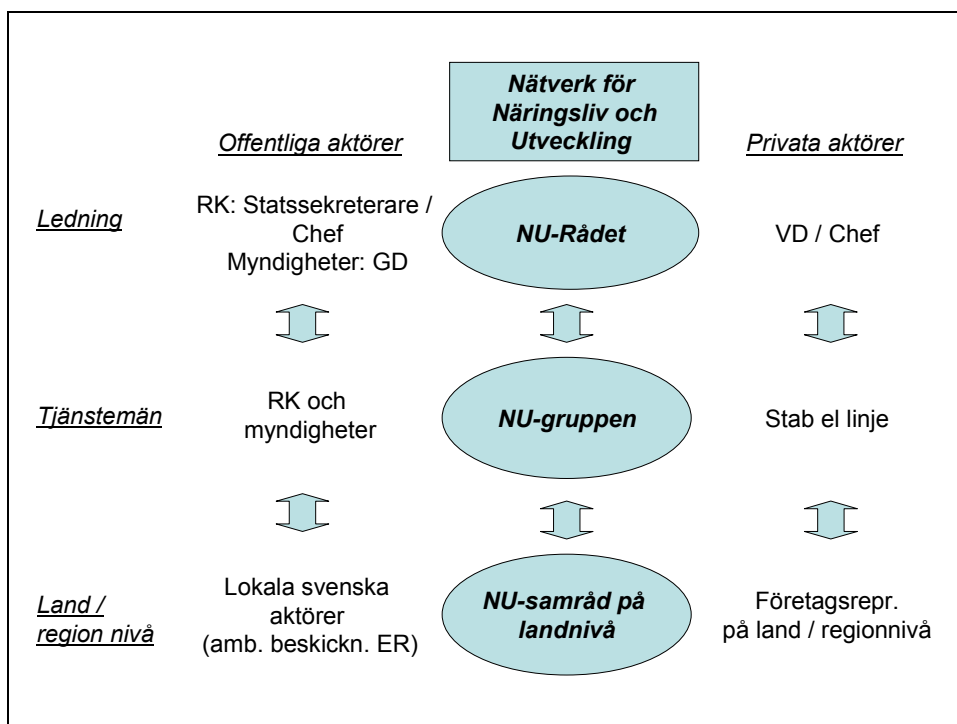 Nätverk för
Näringsliv och
Utveckling
Offentliga aktörer
Privata aktörer
Ledning
RK: Statssekreterare /
Chef
Myndigheter: GD
NU-Rådet
VD / Chef
Tjänstemän
RK och
myndigheter
NU-gruppen
Stab el linje
Land /
region nivå
Lokala svenska
aktörer
(amb. beskickn. ER)
NU-samråd på
landnivå
Företagsrepr.
på land / regionnivå